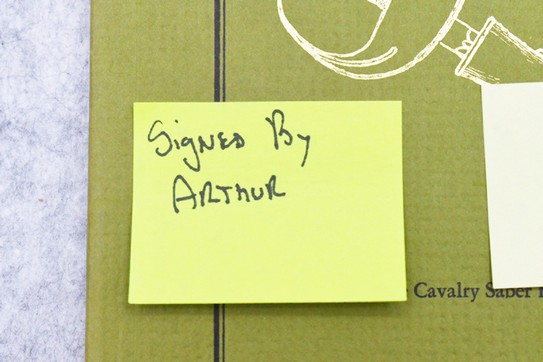 Signed By
Arthur
Cavalry Saber